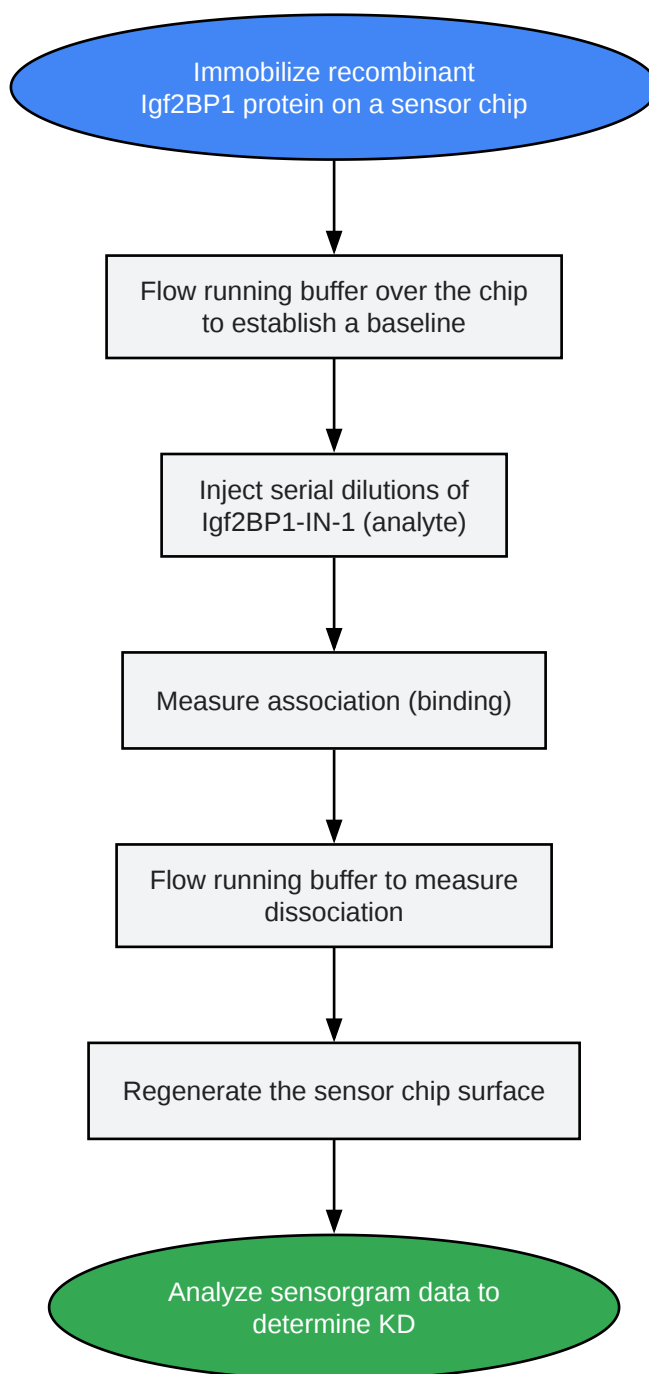 Immobilize recombinant
Igf2BP1 protein on a sensor chip
Flow running buffer over the chip
to establish a baseline
Inject serial dilutions of
Igf2BP1-IN-1 (analyte)
Measure association (binding)
Flow running buffer to measure
dissociation
Regenerate the sensor chip surface
Analyze sensorgram data to
determine KD